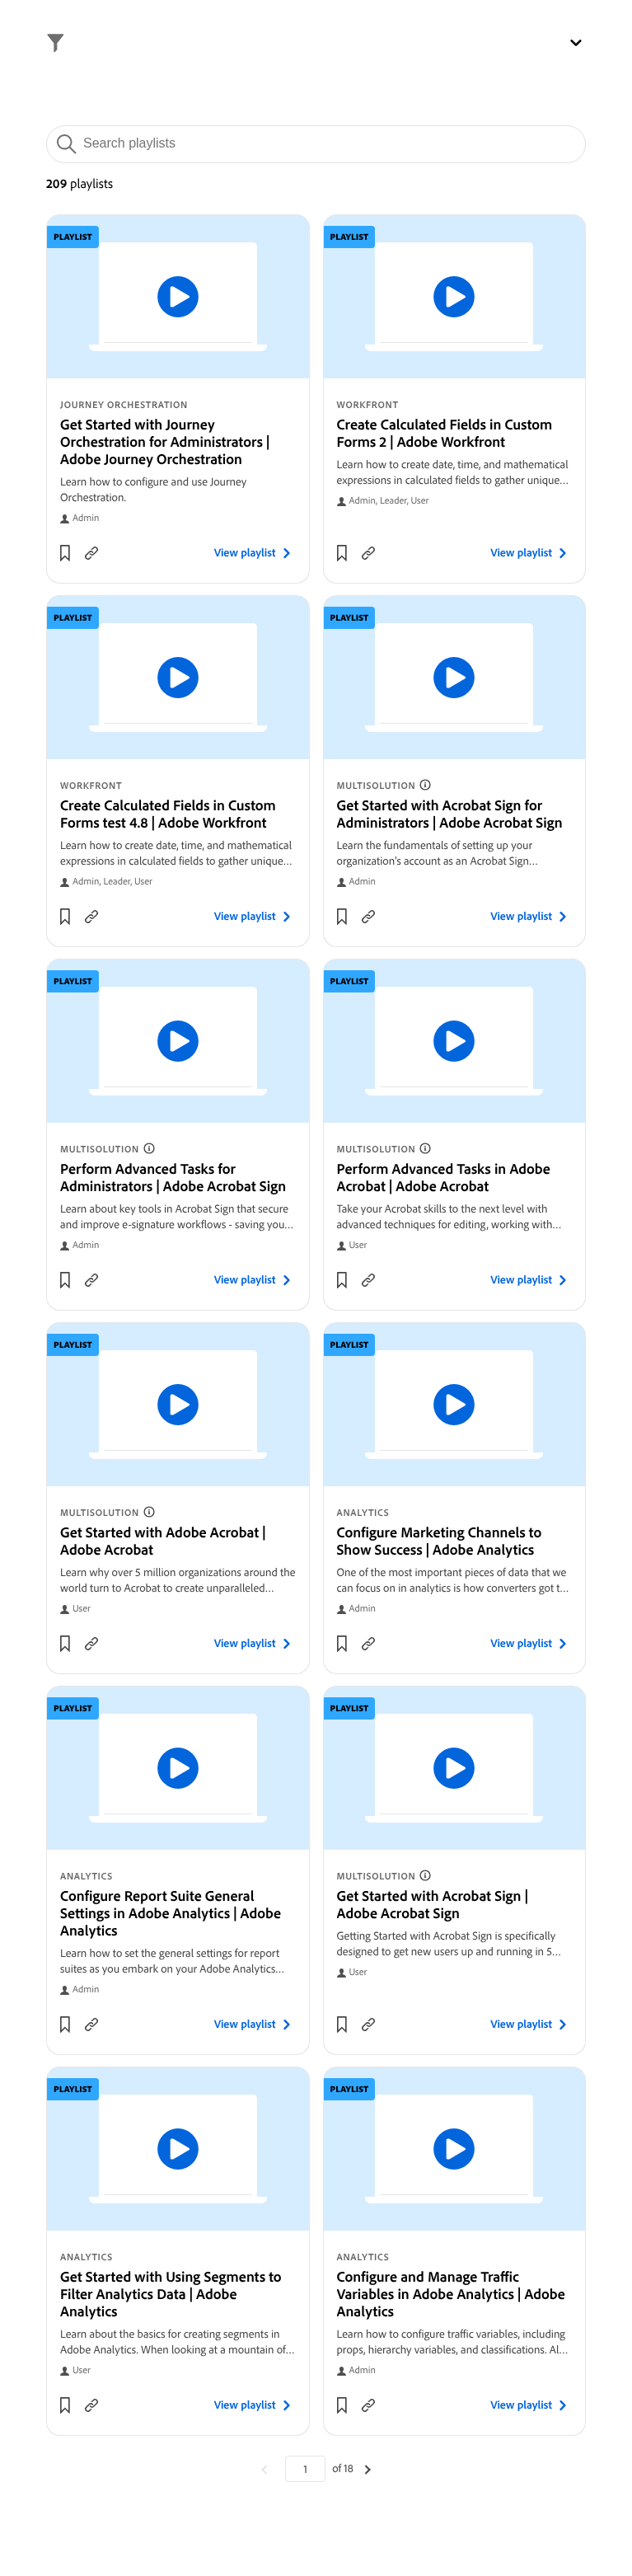 Search playlists
209 playlists
PLAYLIST
JOURNEY ORCHESTRATION
Get Started with Journey
Orchestration for Administrators |
Adobe Journey Orchestration
Learn how to configure and use Journey
Orchestration.
Admin
View playlist
PLAYLIST
WORKFRONT
Create Calculated Fields in Custom
Forms 2 | Adobe Workfront
Learn how to create date, time, and mathematical
expressions in calculated fields to gather unique...
Admin, Leader, User
View playlist
PLAYLIST
WORKFRONT
Create Calculated Fields in Custom
Forms test 4.8 | Adobe Workfront
Learn how to create date, time, and mathematical
expressions in calculated fields to gather unique...
Admin, Leader, User
View playlist
PLAYLIST
MULTISOLUTION
Get Started with Acrobat Sign for
Administrators | Adobe Acrobat Sign
Learn the fundamentals of setting up your
organization's account as an Acrobat Sign...
Admin
View playlist
PLAYLIST
MULTISOLUTION
Perform Advanced Tasks for
Administrators | Adobe Acrobat Sign
Learn about key tools in Acrobat Sign that secure
and improve e-signature workflows - saving you...
Admin
View playlist
PLAYLIST
MULTISOLUTION
Perform Advanced Tasks in Adobe
Acrobat | Adobe Acrobat
Take your Acrobat skills to the next level with
advanced techniques for editing, working with...
User
View playlist
PLAYLIST
MULTISOLUTION
Get Started with Adobe Acrobat |
Adobe Acrobat
Learn why over 5 million organizations around the
world turn to Acrobat to create unparalleled...
User
View playlist
PLAYLIST
ANALYTICS
Configure Marketing Channels to
Show Success | Adobe Analytics
One of the most important pieces of data that we
can focus on in analytics is how converters got t...
Admin
View playlist
PLAYLIST
ANALYTICS
Configure Report Suite General
Settings in Adobe Analytics | Adobe
Analytics
Learn how to set the general settings for report
suites as you embark on your Adobe Analytics...
Admin
View playlist
PLAYLIST
MULTISOLUTION
Get Started with Acrobat Sign |
Adobe Acrobat Sign
Getting Started with Acrobat Sign is specifically
designed to get new users up and running in 5...
User
View playlist
PLAYLIST
ANALYTICS
Get Started with Using Segments to
Filter Analytics Data | Adobe
Analytics
Learn about the basics for creating segments in
Adobe Analytics. When looking at a mountain of...
User
View playlist
PLAYLIST
ANALYTICS
Configure and Manage Traffic
Variables in Adobe Analytics | Adobe
Analytics
Learn how to configure traffic variables, including
props, hierarchy variables, and classifications. Al...
Admin
View playlist
1 of 18